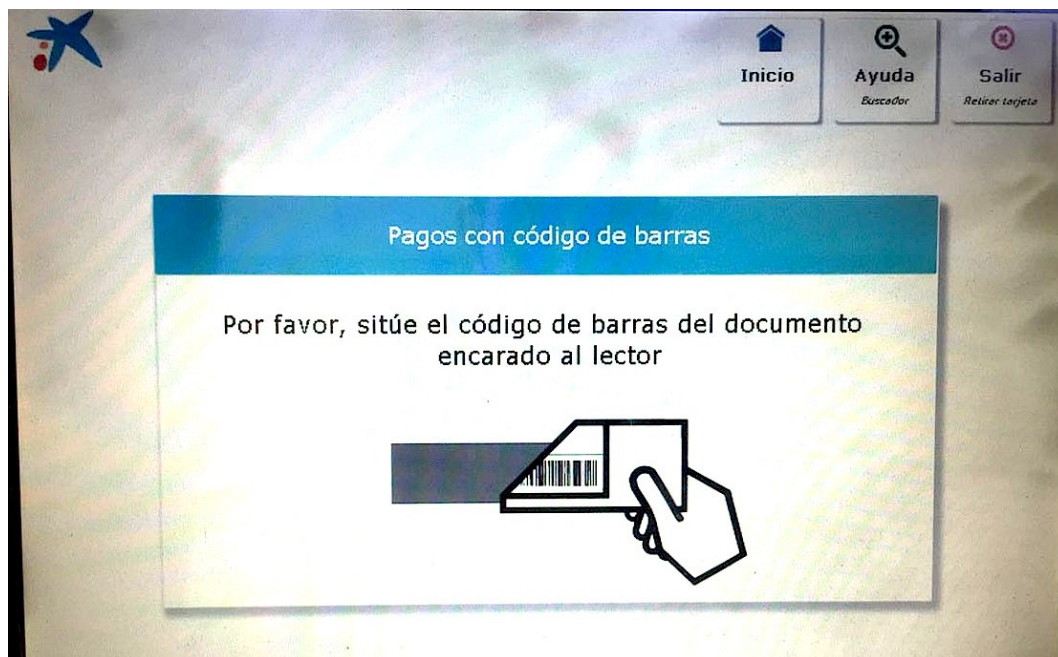 Inicio
Ayuda
Buscador
Salir
Retirar tarjeta
Pagos con código de barras
Por favor, sitúe el código de barras del documento
encarado al lector